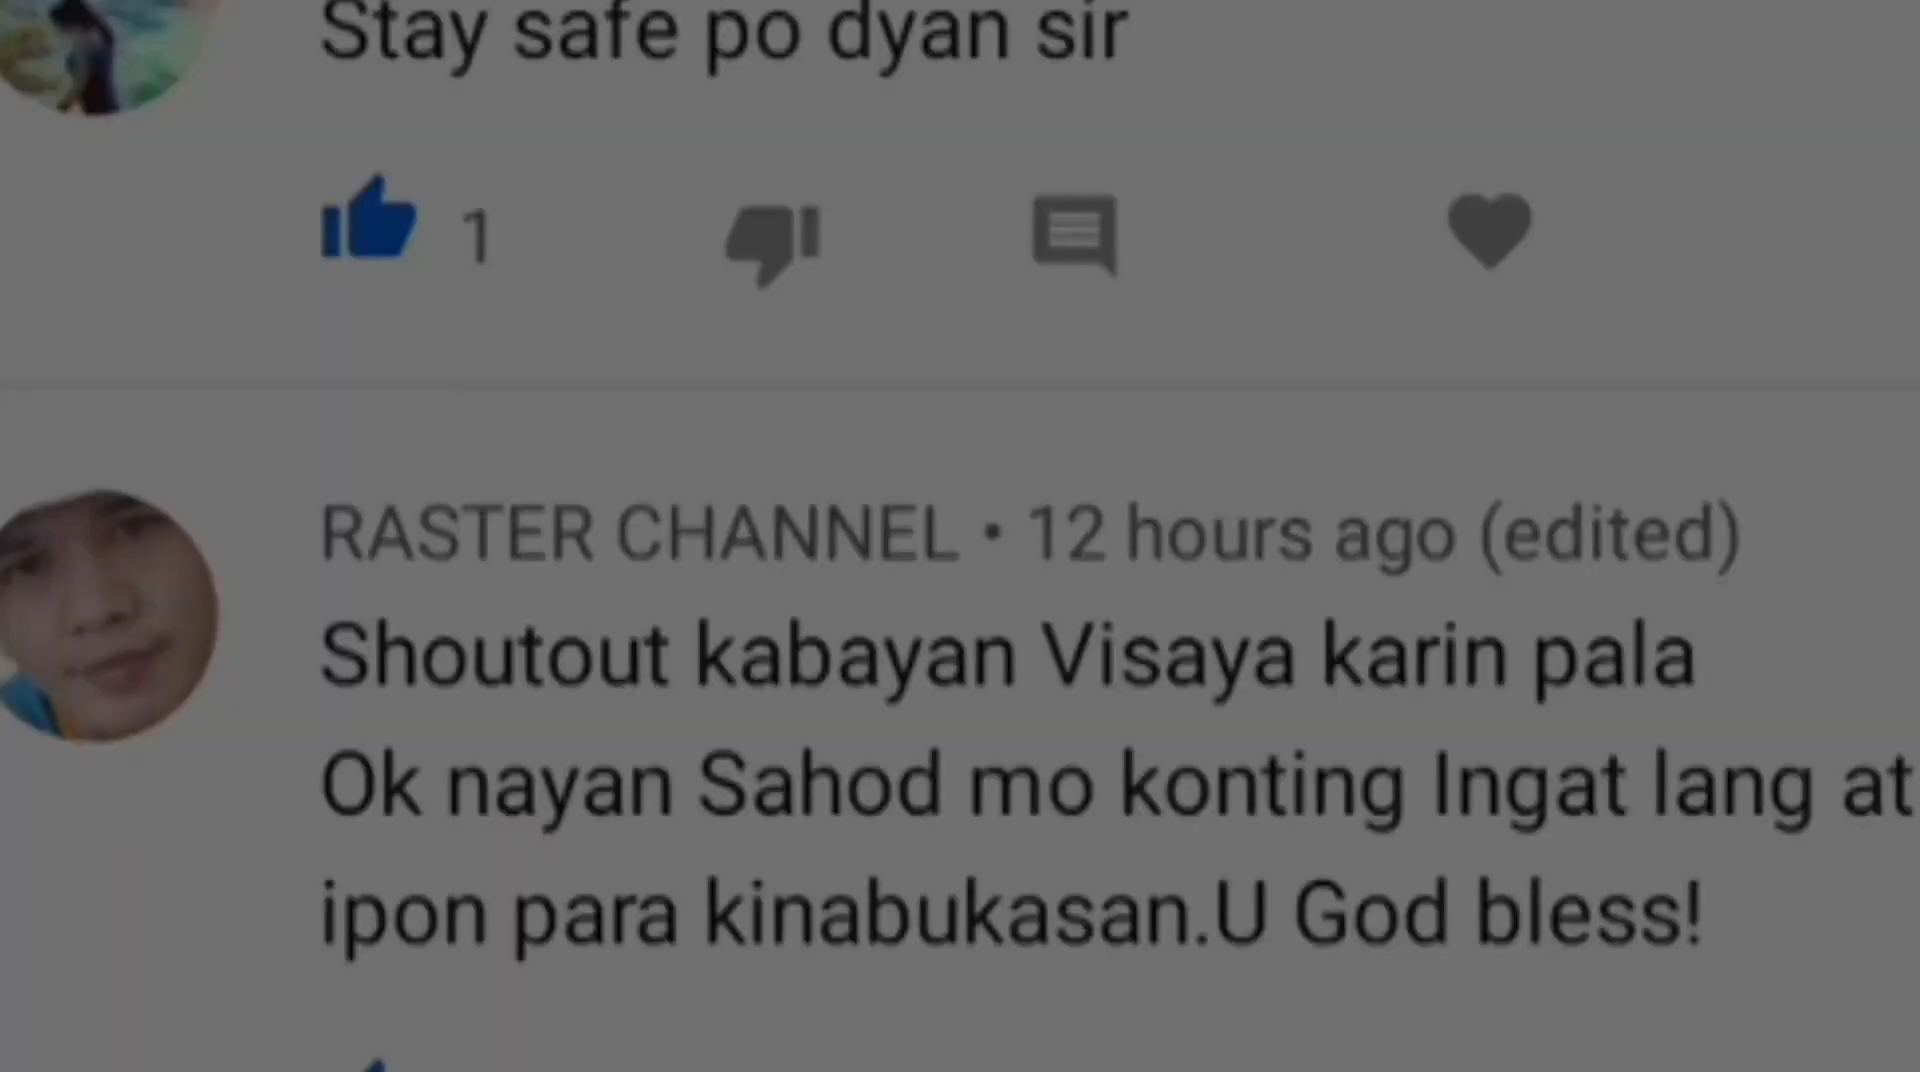 Stay safe po dyan sir
1
RASTER CHANNEL • 12 hours ago (edited)
Shoutout kabayan Visaya karin pala
Ok nayan Sahod mo konting Ingat lang at
ipon para kinabukasan.U God bless!